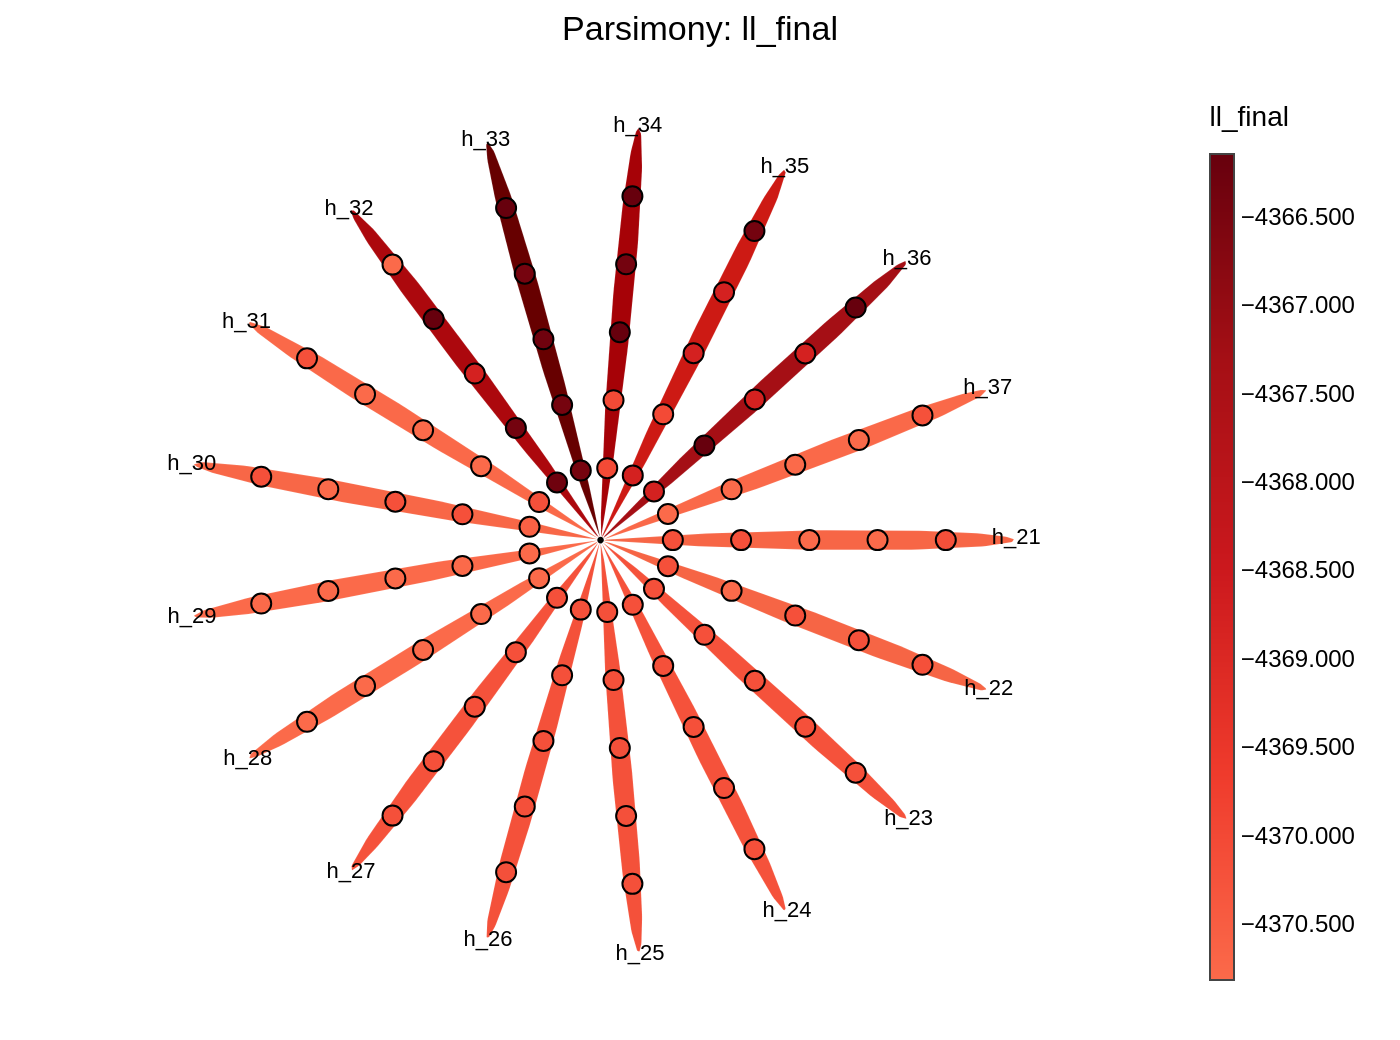 Parsimony: ll_final
h_34
h_33
h_35
h_32
h_36
h_31
h_37
h_30
h_21
h_29
h_22
h_28
h_23
h_27
h_24
h_26
h_25
ll_final
−4366.500
−4367.000
−4367.500
−4368.000
−4368.500
−4369.000
−4369.500
−4370.000
−4370.500